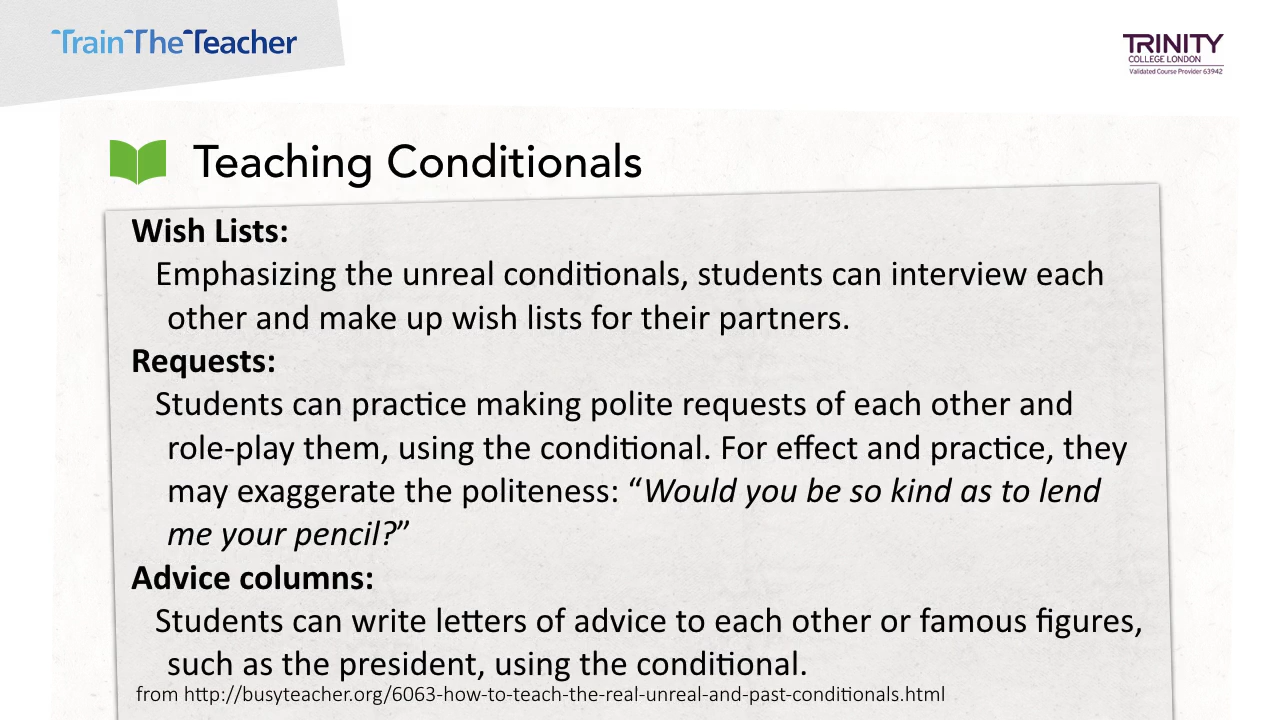 TrainTheTeacher
TRINITY
COLLEGE LONDON
Validated Course Provider 63942
Teaching Conditionals
Wish Lists:
Emphasizing the unreal conditionals, students can interview each
other and make up wish lists for their partners.
Requests:
Students can practice making polite requests of each other and
role-play them, using the conditional. For effect and practice, they
may exaggerate the politeness: “Would you be so kind as to lend
me your pencil?”
Advice columns:
Students can write letters of advice to each other or famous figures,
such as the president, using the conditional.
from http://busyteacher.org/6063-how-to-teach-the-real-unreal-and-past-conditionals.html